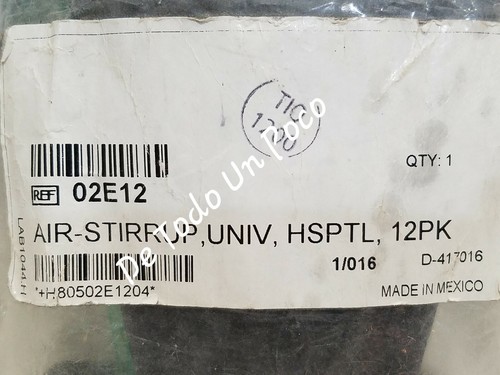 QTY: 1
REF 02E12
AIR-STIRRUP,UNIV, HSPTL, 12PK
1/016 D-417016
*+H80502E1204* MADE IN MEXICO
LAB1044H
De Todo Un Poco